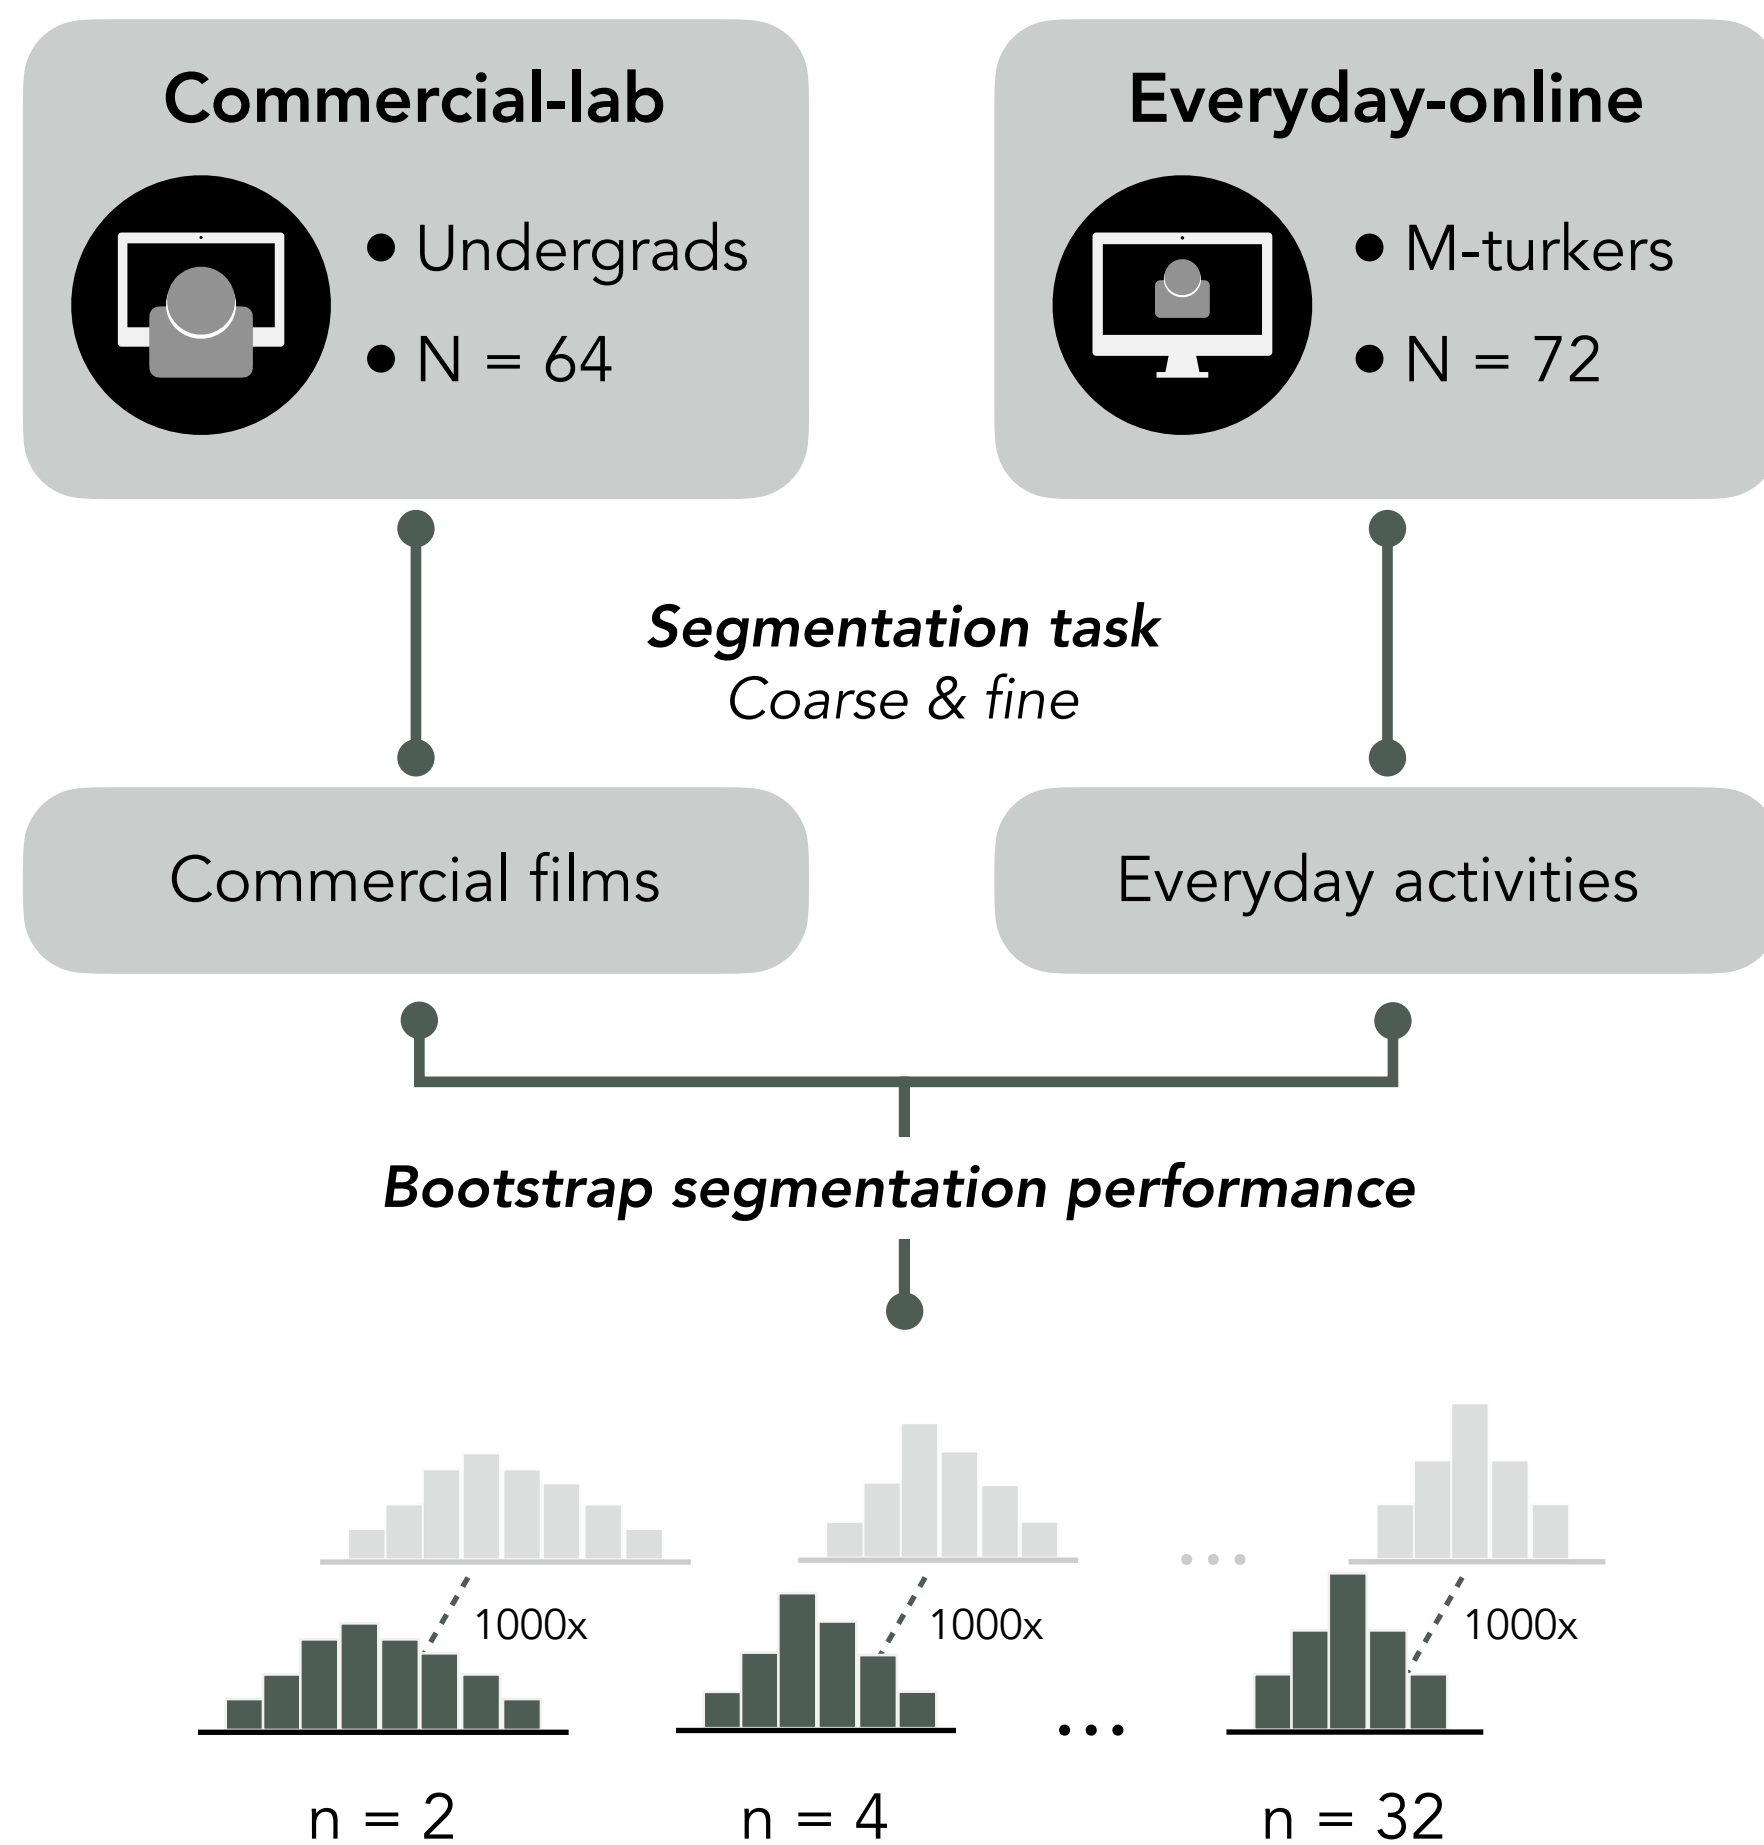 Commercial-lab
• Undergrads
• N = 64
Everyday-online
• M-turkers
• N = 72
Segmentation task
Coarse & fine
Commercial films
Everyday activities
Bootstrap segmentation performance
...
1000x
1000x
1000x
...
n = 2
n = 4
n = 32